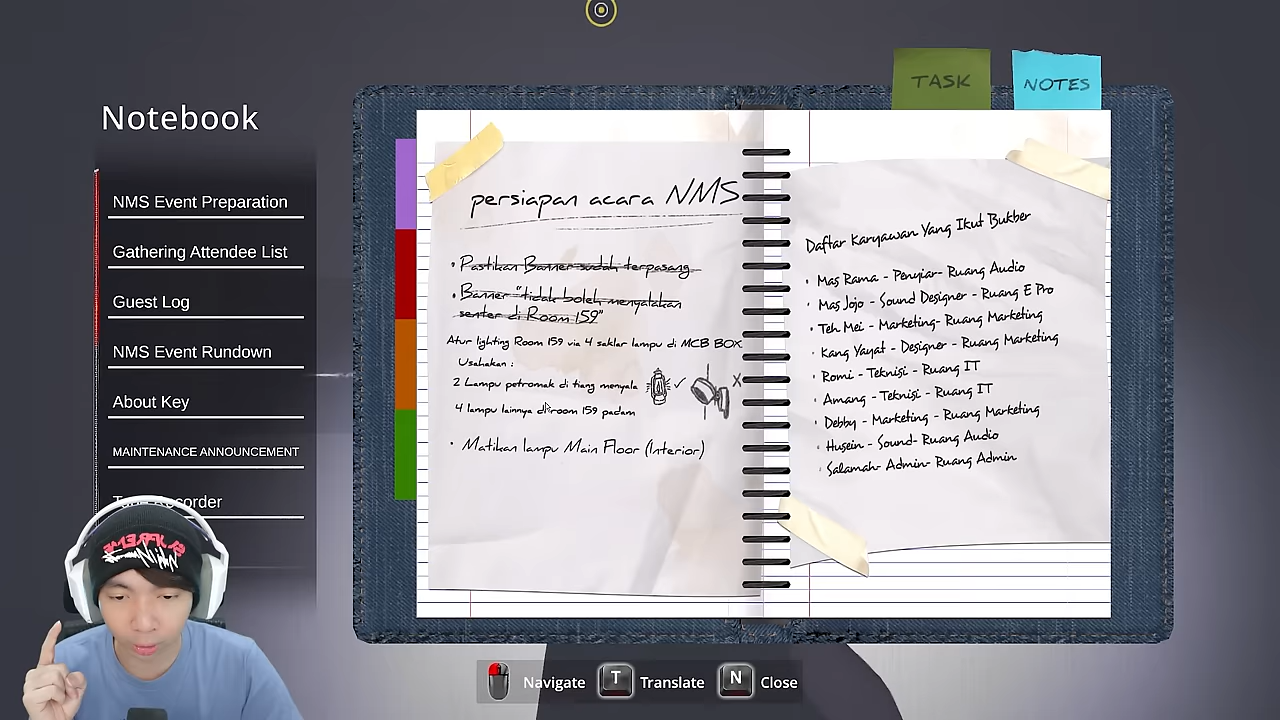 TASK
NOTES
Notebook
NMS Event Preparation
Gathering Attendee List
Guest Log
NMS Event Rundown
About Key
MAINTENANCE ANNOUNCEMENT
persiapan acara NMS
• Pastikan Banner sudah terpasang
• Banner "tidak boleh menyalakan
senter di Room 159"
Atur lighting Room 159 via 4 saklar lampu di MCB BOX
Usahakan :
2 Lampu petromak di tiang menyala
4 lampu lainnya di room 159 padam
• Matikan lampu Main Floor (Interior)
Daftar Karyawan Yang Ikut Bukber
• Mas Rama - Penyiar - Ruang Audio
• Mas Jojo - Sound Designer - Ruang E Pro
• Teh Mei - Marketing - Ruang Marketing
• Kang Yayat - Designer - Ruang Marketing
• Romi - Teknisi - Ruang IT
• Amang - Teknisi - Ruang IT
• Debby - Marketing - Ruang Marketing
• Husein - Sound - Ruang Audio
• Salamah - Admin - Ruang Admin
T
N
Navigate
Translate
Close